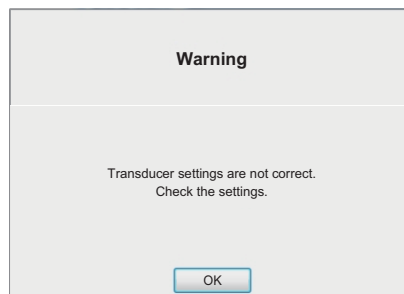 Warning
Transducer settings are not correct.
Check the settings.
OK